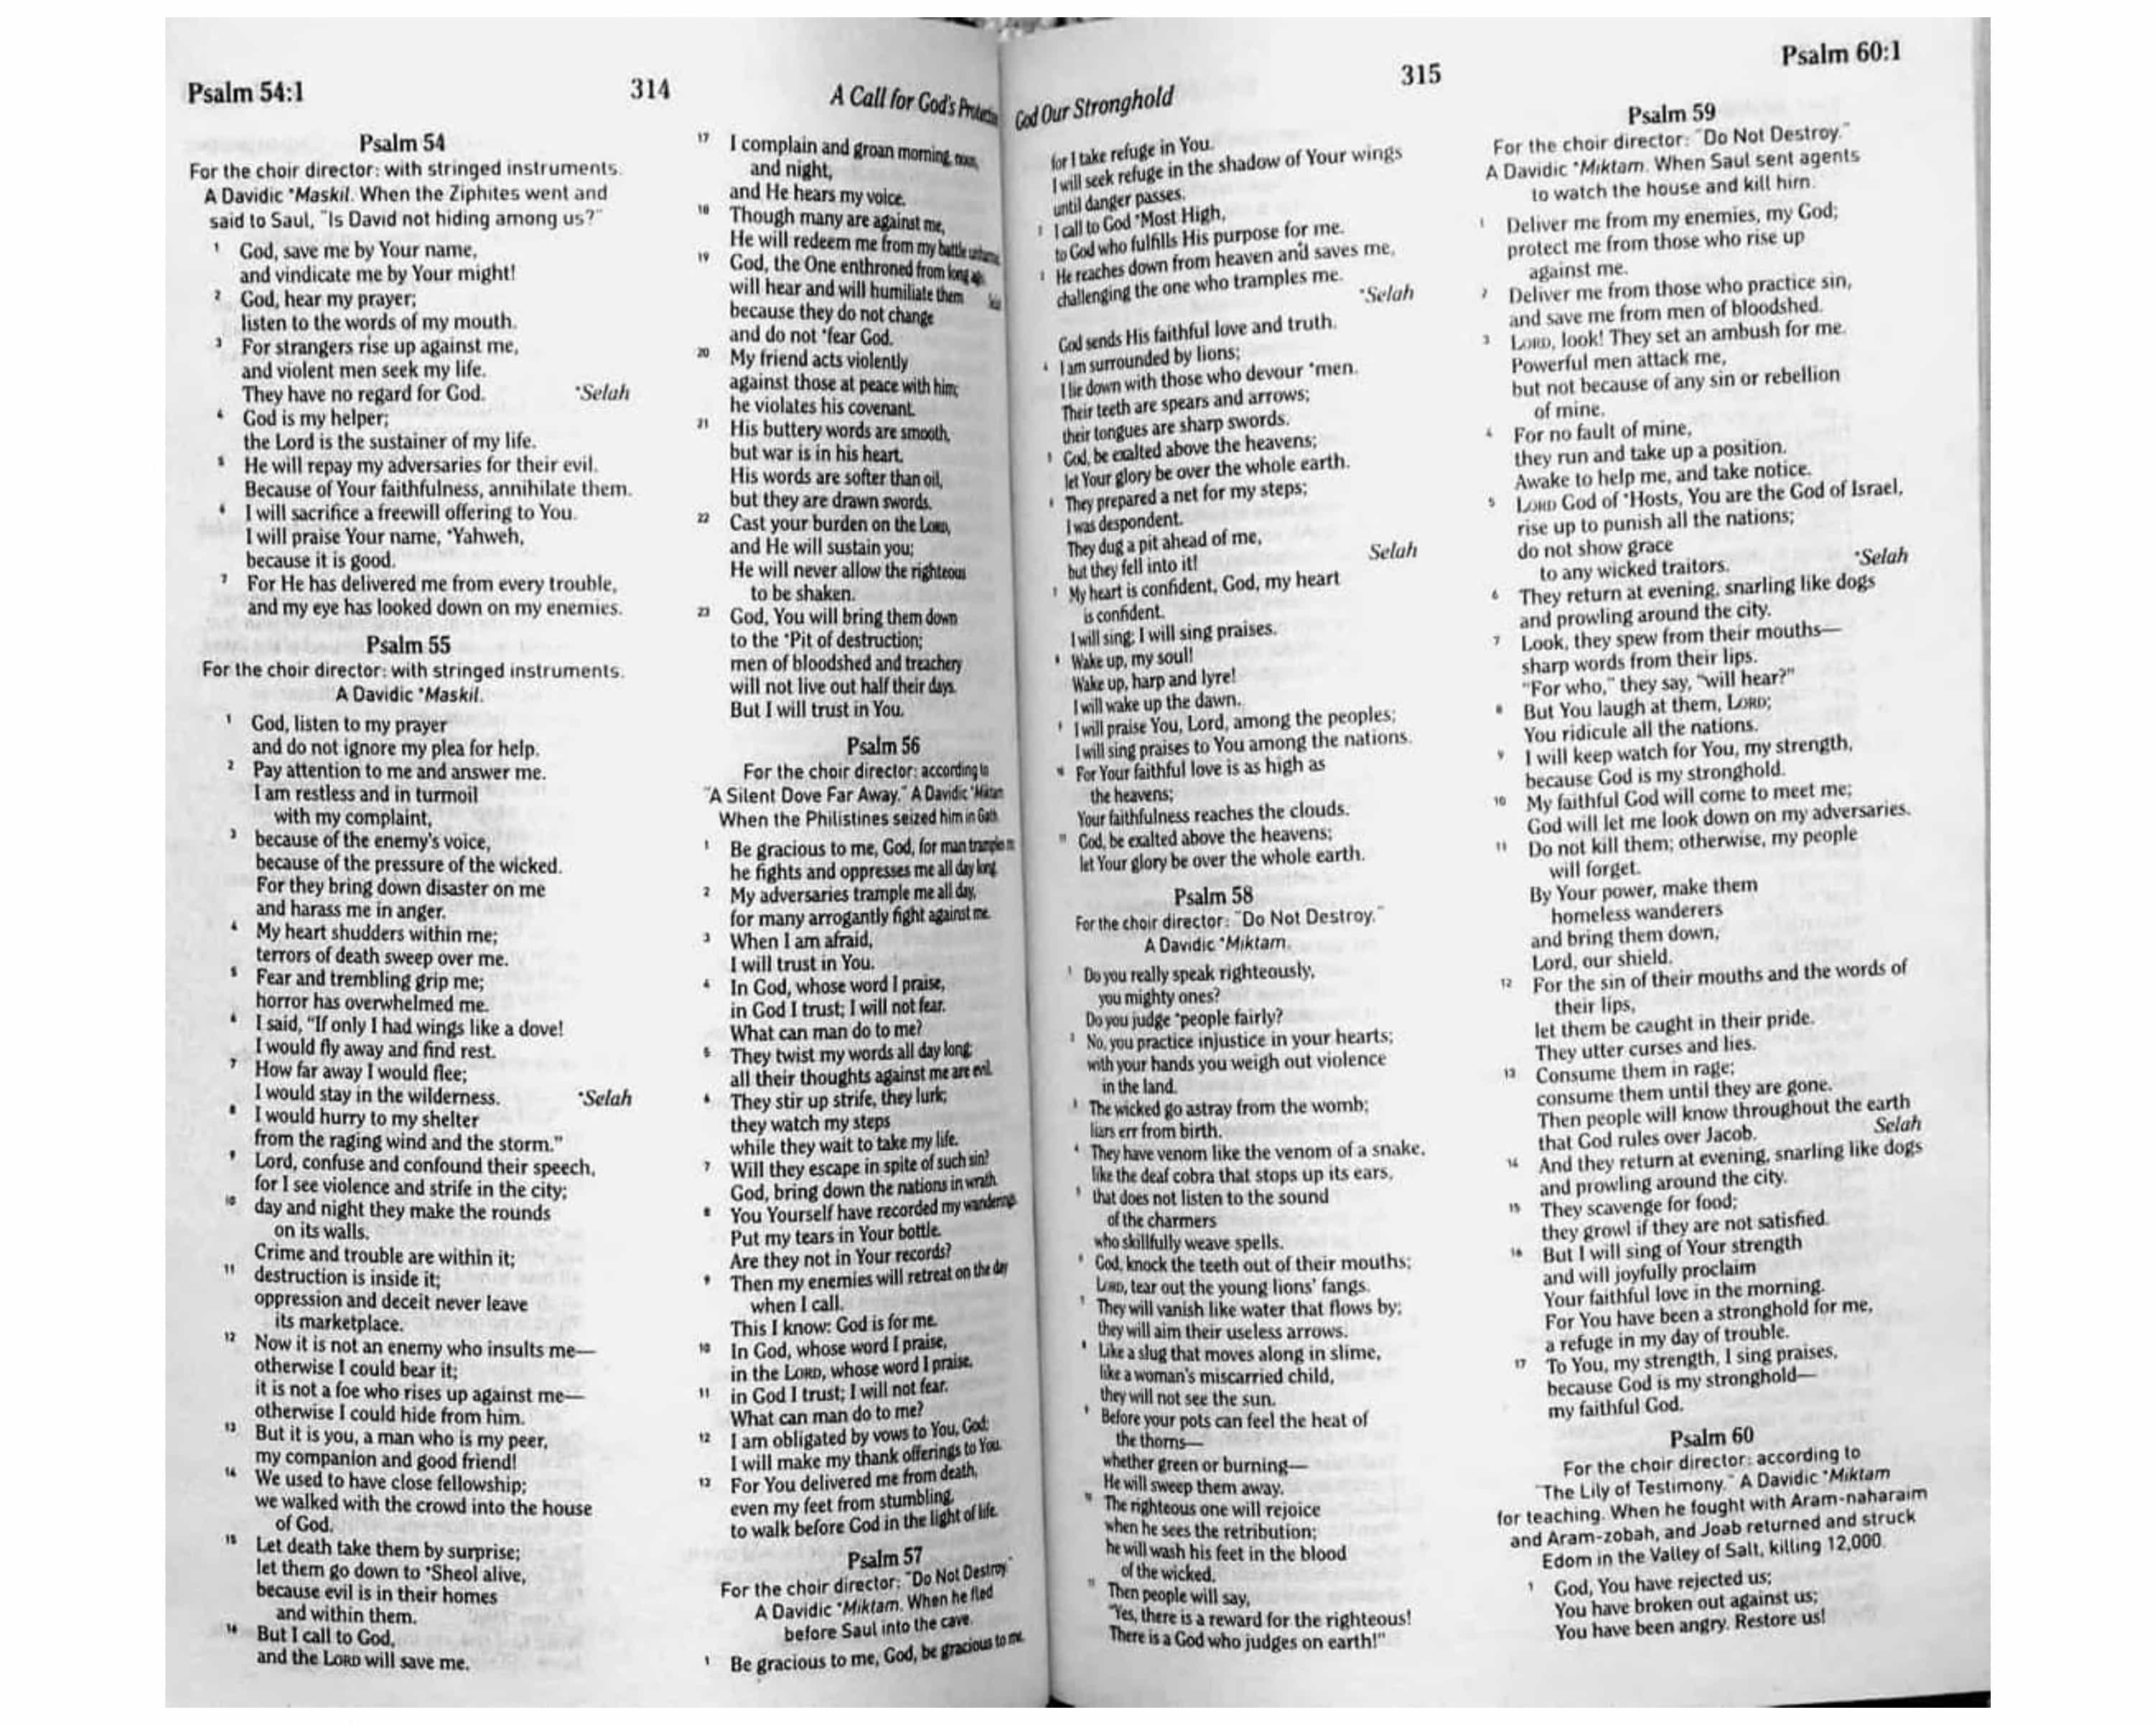 Psalm 54:1
314
A Call for God's Protection
Psalm 54
For the choir director: with stringed instruments.
A Davidic *Maskil. When the Ziphites went and
said to Saul, "Is David not hiding among us?"
1 God, save me by Your name,
and vindicate me by Your might!
2 God, hear my prayer;
listen to the words of my mouth.
3 For strangers rise up against me,
and violent men seek my life.
They have no regard for God. *Selah
4 God is my helper;
the Lord is the sustainer of my life.
5 He will repay my adversaries for their evil.
Because of Your faithfulness, annihilate them.
6 I will sacrifice a freewill offering to You.
I will praise Your name, *Yahweh,
because it is good.
7 For He has delivered me from every trouble,
and my eye has looked down on my enemies.
Psalm 55
For the choir director: with stringed instruments.
A Davidic *Maskil.
1 God, listen to my prayer
and do not ignore my plea for help.
2 Pay attention to me and answer me.
I am restless and in turmoil
with my complaint,
3 because of the enemy's voice,
because of the pressure of the wicked.
For they bring down disaster on me
and harass me in anger.
4 My heart shudders within me;
terrors of death sweep over me.
5 Fear and trembling grip me;
horror has overwhelmed me.
6 I said, "If only I had wings like a dove!
I would fly away and find rest.
7 How far away I would flee;
I would stay in the wilderness. *Selah
8 I would hurry to my shelter
from the raging wind and the storm."
9 Lord, confuse and confound their speech,
for I see violence and strife in the city;
10 day and night they make the rounds
on its walls.
Crime and trouble are within it;
11 destruction is inside it;
oppression and deceit never leave
its marketplace.
12 Now it is not an enemy who insults me—
otherwise I could bear it;
it is not a foe who rises up against me—
otherwise I could hide from him.
13 But it is you, a man who is my peer,
my companion and good friend!
14 We used to have close fellowship;
we walked with the crowd into the house
of God.
15 Let death take them by surprise;
let them go down to *Sheol alive,
because evil is in their homes
and within them.
16 But I call to God,
and the LORD will save me.
17 I complain and groan morning, noon,
and night,
and He hears my voice.
18 Though many are against me,
He will redeem me from my battle unharmed.
19 God, the One enthroned from long ago,
will hear and will humiliate them
because they do not change
and do not *fear God.
20 My friend acts violently
against those at peace with him;
he violates his covenant.
21 His buttery words are smooth,
but war is in his heart.
His words are softer than oil,
but they are drawn swords.
22 Cast your burden on the LORD,
and He will sustain you;
He will never allow the righteous
to be shaken.
23 God, You will bring them down
to the *Pit of destruction;
men of bloodshed and treachery
will not live out half their days.
But I will trust in You.
Psalm 56
For the choir director: according to
"A Silent Dove Far Away." A Davidic *Miktam.
When the Philistines seized him in Gath.
1 Be gracious to me, God, for man tramples me;
he fights and oppresses me all day long.
2 My adversaries trample me all day,
for many arrogantly fight against me.
3 When I am afraid,
I will trust in You.
4 In God, whose word I praise,
in God I trust; I will not fear.
What can man do to me?
5 They twist my words all day long;
all their thoughts against me are evil.
6 They stir up strife, they lurk;
they watch my steps
while they wait to take my life.
7 Will they escape in spite of such sin?
God, bring down the nations in wrath.
8 You Yourself have recorded my wanderings.
Put my tears in Your bottle.
Are they not in Your records?
9 Then my enemies will retreat on the day
when I call.
This I know: God is for me.
10 In God, whose word I praise,
in the LORD, whose word I praise,
11 in God I trust; I will not fear.
What can man do to me?
12 I am obligated by vows to You, God;
I will make my thank offerings to You.
13 For You delivered me from death,
even my feet from stumbling,
to walk before God in the light of life.
Psalm 57
For the choir director: "Do Not Destroy."
A Davidic *Miktam. When he fled
before Saul into the cave.
1 Be gracious to me, God, be gracious to me,
God Our Stronghold
315
Psalm 60:1
for I take refuge in You.
I will seek refuge in the shadow of Your wings
until danger passes.
2 I call to God *Most High,
to God who fulfills His purpose for me.
3 He reaches down from heaven and saves me,
challenging the one who tramples me.
*Selah
God sends His faithful love and truth.
4 I am surrounded by lions;
I lie down with those who devour *men.
Their teeth are spears and arrows;
their tongues are sharp swords.
5 God, be exalted above the heavens;
let Your glory be over the whole earth.
6 They prepared a net for my steps;
I was despondent.
They dug a pit ahead of me,
but they fell into it! Selah
7 My heart is confident, God, my heart
is confident.
I will sing; I will sing praises.
8 Wake up, my soul!
Wake up, harp and lyre!
I will wake up the dawn.
9 I will praise You, Lord, among the peoples;
I will sing praises to You among the nations.
10 For Your faithful love is as high as
the heavens;
Your faithfulness reaches the clouds.
11 God, be exalted above the heavens;
let Your glory be over the whole earth.
Psalm 58
For the choir director: "Do Not Destroy."
A Davidic *Miktam.
1 Do you really speak righteously,
you mighty ones?
Do you judge *people fairly?
2 No, you practice injustice in your hearts;
with your hands you weigh out violence
in the land.
3 The wicked go astray from the womb;
liars err from birth.
4 They have venom like the venom of a snake,
like the deaf cobra that stops up its ears,
5 that does not listen to the sound
of the charmers
who skillfully weave spells.
6 God, knock the teeth out of their mouths;
LORD, tear out the young lions' fangs.
7 They will vanish like water that flows by;
they will aim their useless arrows.
8 Like a slug that moves along in slime,
like a woman's miscarried child,
they will not see the sun.
9 Before your pots can feel the heat of
the thorns—
whether green or burning—
He will sweep them away.
10 The righteous one will rejoice
when he sees the retribution;
he will wash his feet in the blood
of the wicked.
11 Then people will say,
"Yes, there is a reward for the righteous!
There is a God who judges on earth!"
Psalm 59
For the choir director: "Do Not Destroy."
A Davidic *Miktam. When Saul sent agents
to watch the house and kill him.
1 Deliver me from my enemies, my God;
protect me from those who rise up
against me.
2 Deliver me from those who practice sin,
and save me from men of bloodshed.
3 LORD, look! They set an ambush for me.
Powerful men attack me,
but not because of any sin or rebellion
of mine.
4 For no fault of mine,
they run and take up a position.
Awake to help me, and take notice.
5 LORD God of *Hosts, You are the God of Israel,
rise up to punish all the nations;
do not show grace
to any wicked traitors. *Selah
6 They return at evening, snarling like dogs
and prowling around the city.
7 Look, they spew from their mouths—
sharp words from their lips.
"For who," they say, "will hear?"
8 But You laugh at them, LORD;
You ridicule all the nations.
9 I will keep watch for You, my strength,
because God is my stronghold.
10 My faithful God will come to meet me;
God will let me look down on my adversaries.
11 Do not kill them; otherwise, my people
will forget.
By Your power, make them
homeless wanderers
and bring them down,
Lord, our shield.
12 For the sin of their mouths and the words of
their lips,
let them be caught in their pride.
They utter curses and lies.
13 Consume them in rage;
consume them until they are gone.
Then people will know throughout the earth
that God rules over Jacob. Selah
14 And they return at evening, snarling like dogs
and prowling around the city.
15 They scavenge for food;
they growl if they are not satisfied.
16 But I will sing of Your strength
and will joyfully proclaim
Your faithful love in the morning.
For You have been a stronghold for me,
a refuge in my day of trouble.
17 To You, my strength, I sing praises,
because God is my stronghold—
my faithful God.
Psalm 60
For the choir director: according to
"The Lily of Testimony." A Davidic *Miktam
for teaching. When he fought with Aram-naharaim
and Aram-zobah, and Joab returned and struck
Edom in the Valley of Salt, killing 12,000.
1 God, You have rejected us;
You have broken out against us;
You have been angry. Restore us!